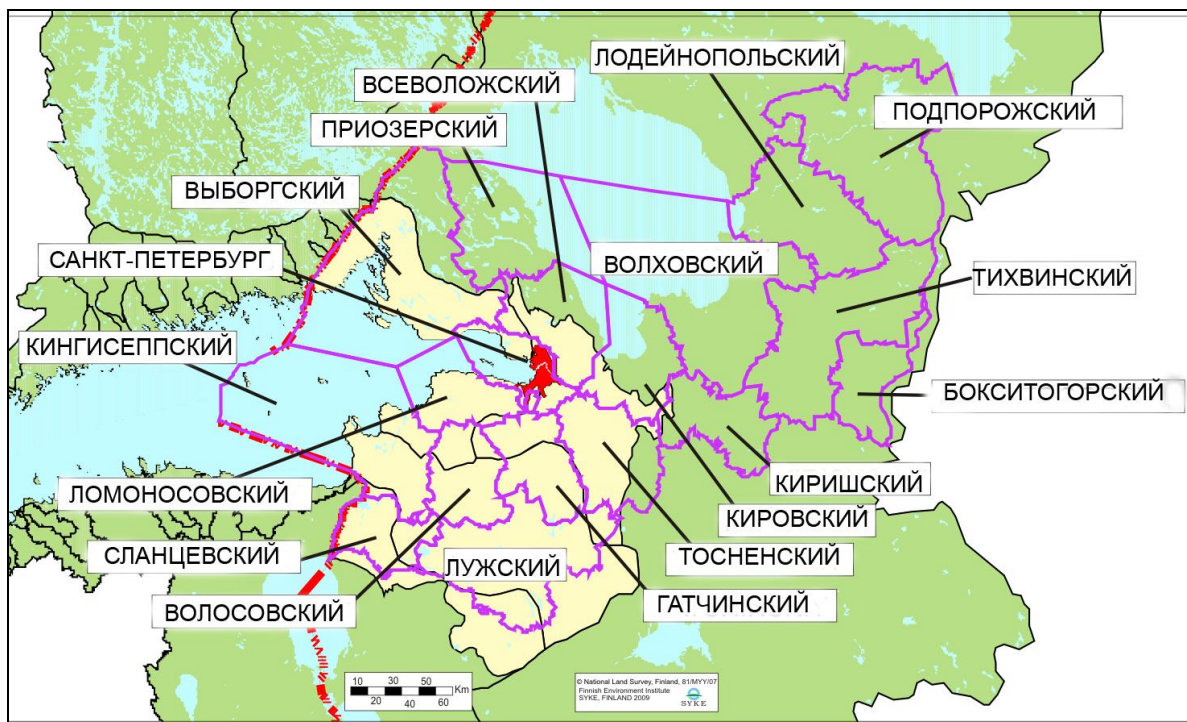 ЛОДЕЙНОПОЛЬСКИЙ
ВСЕВОЛОЖСКИЙ
ПОДПОРОЖСКИЙ
ПРИОЗЕРСКИЙ
ВЫБОРГСКИЙ
САНКТ-ПЕТЕРБУРГ
ВОЛХОВСКИЙ
ТИХВИНСКИЙ
КИНГИСЕППСКИЙ
БОКСИТОГОРСКИЙ
ЛОМОНОСОВСКИЙ
КИРИШСКИЙ
КИРОВСКИЙ
СЛАНЦЕВСКИЙ
ТОСНЕНСКИЙ
ЛУЖСКИЙ
ВОЛОСОВСКИЙ
ГАТЧИНСКИЙ
10 30 50
Km
20 40 60
© National Land Survey, Finland, 81/MYY/07
Finnish Environment Institute
SYKE, FINLAND 2009
SYKE